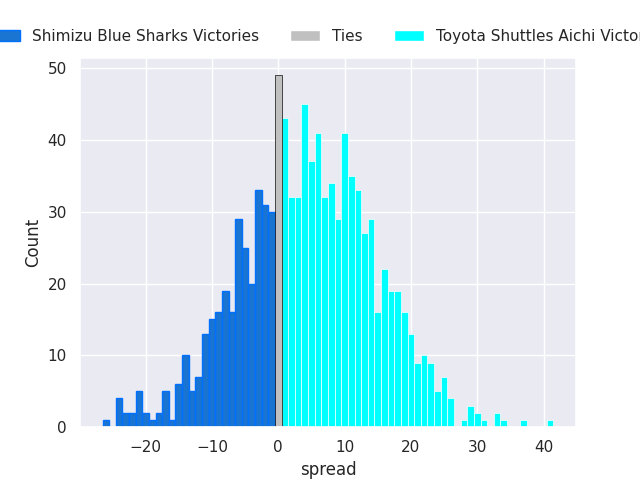 Shimizu Blue Sharks Victories Ties Toyota Shuttles Aichi Victo
50
40
30
20
10
0
Count
−20 −10 0 10 20 30 40
spread